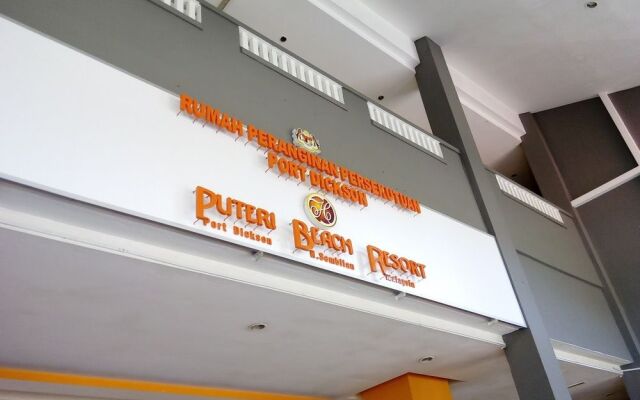 RUMAH PERANGINAN PERSEKUTUAN
PORT DICKSON
PUTERI BEACH RESORT
Port Dickson N.Sembilan Malaysia